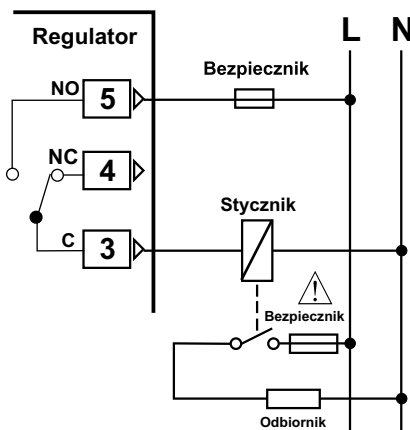 Regulator
L N
NO 5
Bezpiecznik
NC 4
Stycznik
C 3
!
Bezpiecznik
Odbiornik